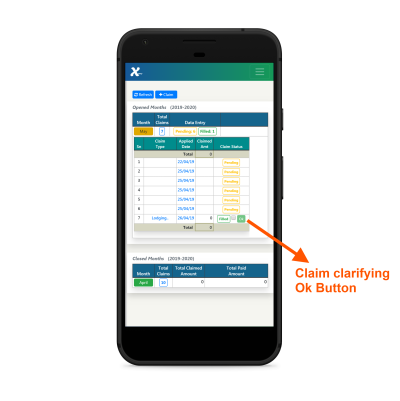 X
Refresh + Claim
Opened Months (2019-2020)
Month Total Claims Data Entry
May 7 Pending: 6 Filled: 1
Sn Claim Type Applied Date Claimed Amt Claim Status
Total 0
1 22/04/19 Pending
2 25/04/19 Pending
3 25/04/19 Pending
4 25/04/19 Pending
5 25/04/19 Pending
6 25/04/19 Pending
7 Lodging, 26/04/19 0 Filled
Total 0
Closed Months (2019-2020)
Month Total Claims Total Claimed Amount Total Paid Amount
April 10 0 0
Claim clarifying
Ok Button